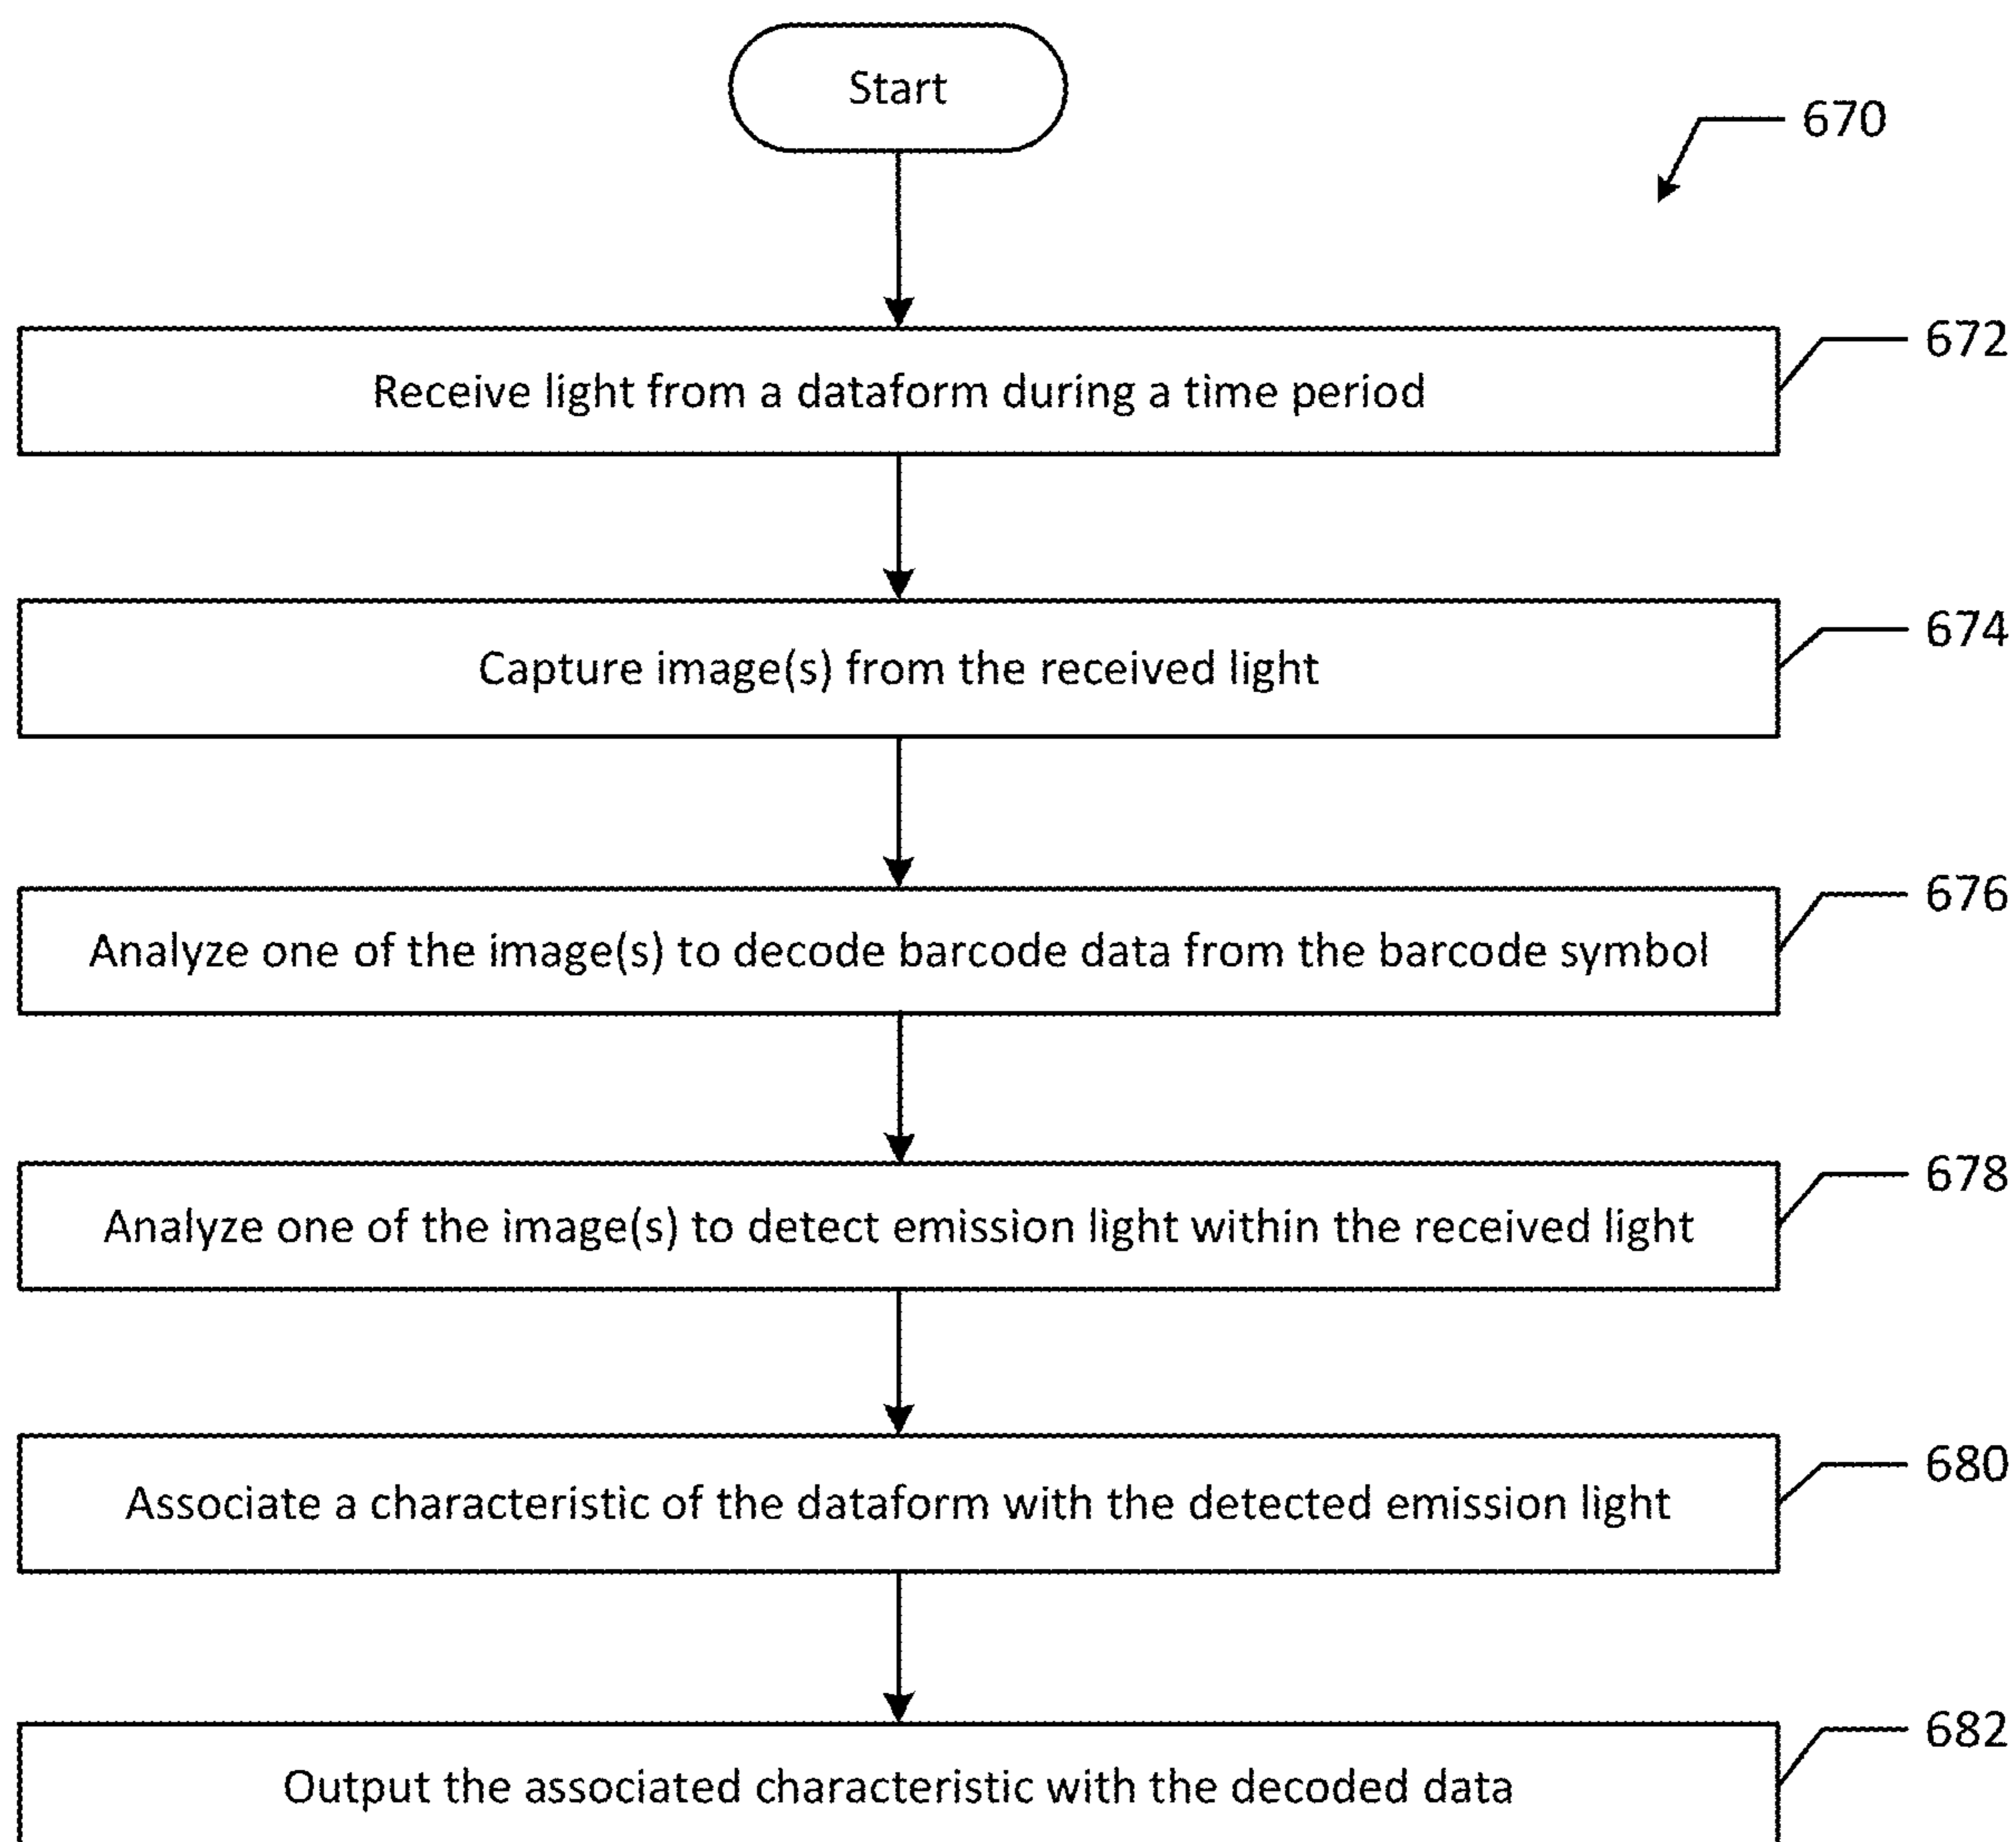 Start
670
Receive light from a dataform during a time period
672
Capture image(s) from the received light
674
Analyze one of the image(s) to decode barcode data from the barcode symbol
676
Analyze one of the image(s) to detect emission light within the received light
678
Associate a characteristic of the dataform with the detected emission light
680
Output the associated characteristic with the decoded data
682